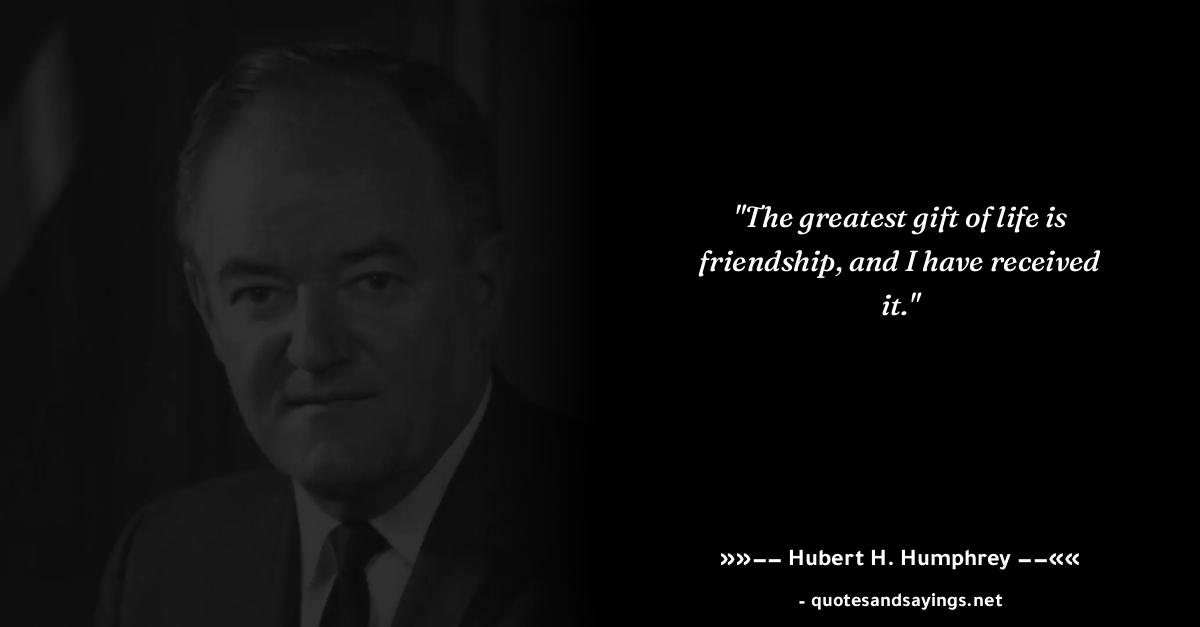 "The greatest gift of life is
friendship, and I have received
it."
»»−− Hubert H. Humphrey −−««
- quotesandsayings.net